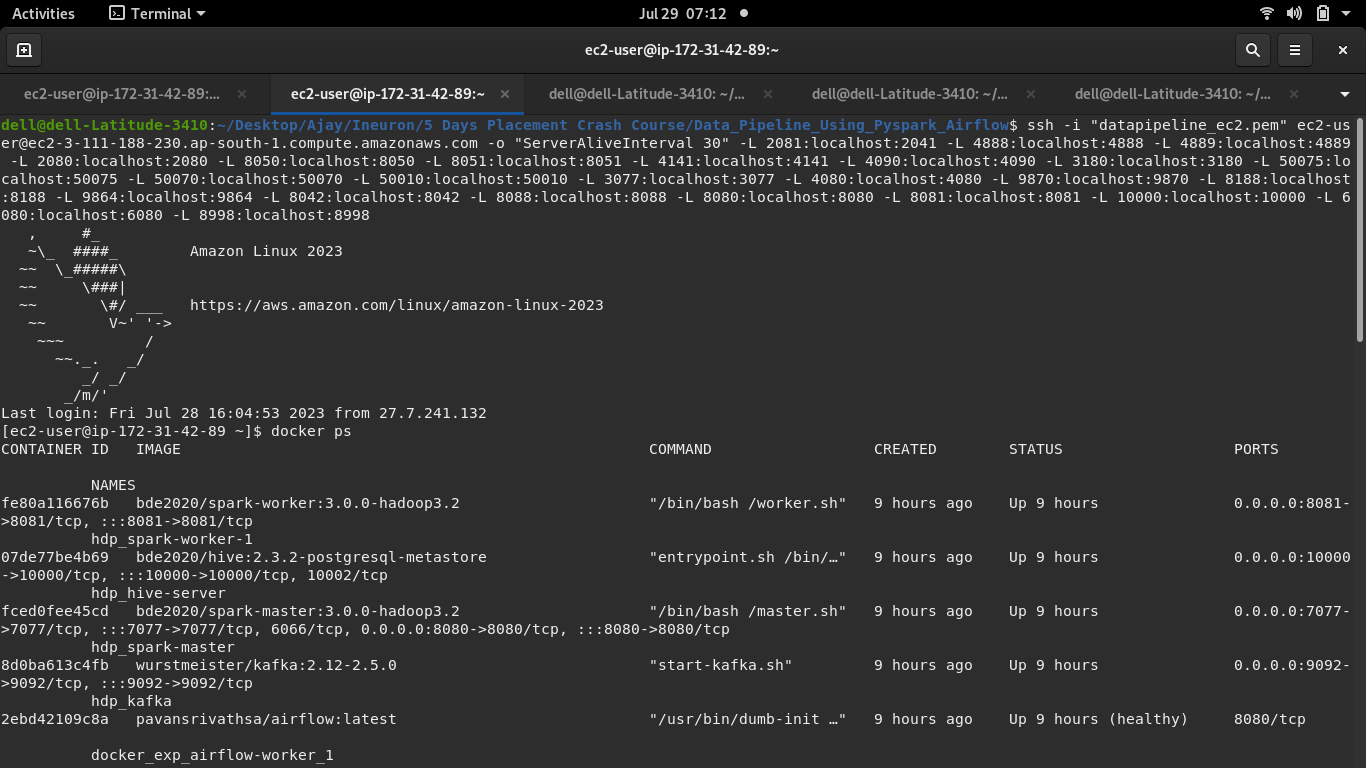 Activities Terminal Jul 29 07:12
ec2-user@ip-172-31-42-89:~
ec2-user@ip-172-31-42-89:... ec2-user@ip-172-31-42-89:~ dell@dell-Latitude-3410: ~/... dell@dell-Latitude-3410: ~/... dell@dell-Latitude-3410: ~/...
dell@dell-Latitude-3410:~/Desktop/Ajay/Ineuron/5 Days Placement Crash Course/Data_Pipeline_Using_Pyspark_Airflow$ ssh -i "datapipeline_ec2.pem" ec2-us
er@ec2-3-111-188-230.ap-south-1.compute.amazonaws.com -o "ServerAliveInterval 30" -L 2081:localhost:2041 -L 4888:localhost:4888 -L 4889:localhost:4889
-L 2080:localhost:2080 -L 8050:localhost:8050 -L 8051:localhost:8051 -L 4141:localhost:4141 -L 4090:localhost:4090 -L 3180:localhost:3180 -L 50075:lo
calhost:50075 -L 50070:localhost:50070 -L 50010:localhost:50010 -L 3077:localhost:3077 -L 4080:localhost:4080 -L 9870:localhost:9870 -L 8188:localhost
:8188 -L 9864:localhost:9864 -L 8042:localhost:8042 -L 8088:localhost:8088 -L 8080:localhost:8080 -L 8081:localhost:8081 -L 10000:localhost:10000 -L 6
080:localhost:6080 -L 8998:localhost:8998
   ,     #_
   ~\_  ####_        Amazon Linux 2023
  ~~  \_#####\
  ~~     \###|
  ~~       \#/ ___   https://aws.amazon.com/linux/amazon-linux-2023
   ~~       V~' '->
    ~~~         /
      ~~._.   _/
         _/ _/
       _/m/'
Last login: Fri Jul 28 16:04:53 2023 from 27.7.241.132
[ec2-user@ip-172-31-42-89 ~]$ docker ps
CONTAINER ID   IMAGE   COMMAND   CREATED   STATUS   PORTS
NAMES
fe80a116676b   bde2020/spark-worker:3.0.0-hadoop3.2   "/bin/bash /worker.sh"   9 hours ago   Up 9 hours   0.0.0.0:8081-
>8081/tcp, :::8081->8081/tcp
hdp_spark-worker-1
07de77be4b69   bde2020/hive:2.3.2-postgresql-metastore   "entrypoint.sh /bin/…"   9 hours ago   Up 9 hours   0.0.0.0:10000
->10000/tcp, :::10000->10000/tcp, 10002/tcp
hdp_hive-server
fced0fee45cd   bde2020/spark-master:3.0.0-hadoop3.2   "/bin/bash /master.sh"   9 hours ago   Up 9 hours   0.0.0.0:7077-
>7077/tcp, :::7077->7077/tcp, 6066/tcp, 0.0.0.0:8080->8080/tcp, :::8080->8080/tcp
hdp_spark-master
8d0ba613c4fb   wurstmeister/kafka:2.12-2.5.0   "start-kafka.sh"   9 hours ago   Up 9 hours   0.0.0.0:9092-
>9092/tcp, :::9092->9092/tcp
hdp_kafka
2ebd42109c8a   pavansrivathsa/airflow:latest   "/usr/bin/dumb-init …"   9 hours ago   Up 9 hours (healthy)   8080/tcp
docker_exp_airflow-worker_1